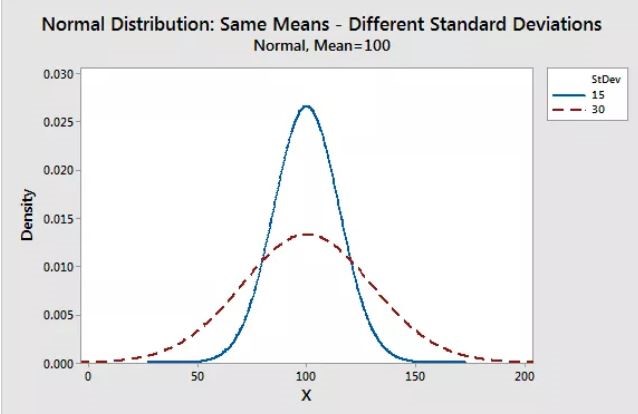 Normal Distribution: Same Means - Different Standard Deviations
Normal, Mean=100
0.030
0.025
0.020
0.015
0.010
0.005
0.000
Density
0
50
100
150
200
X
StDev
15
30